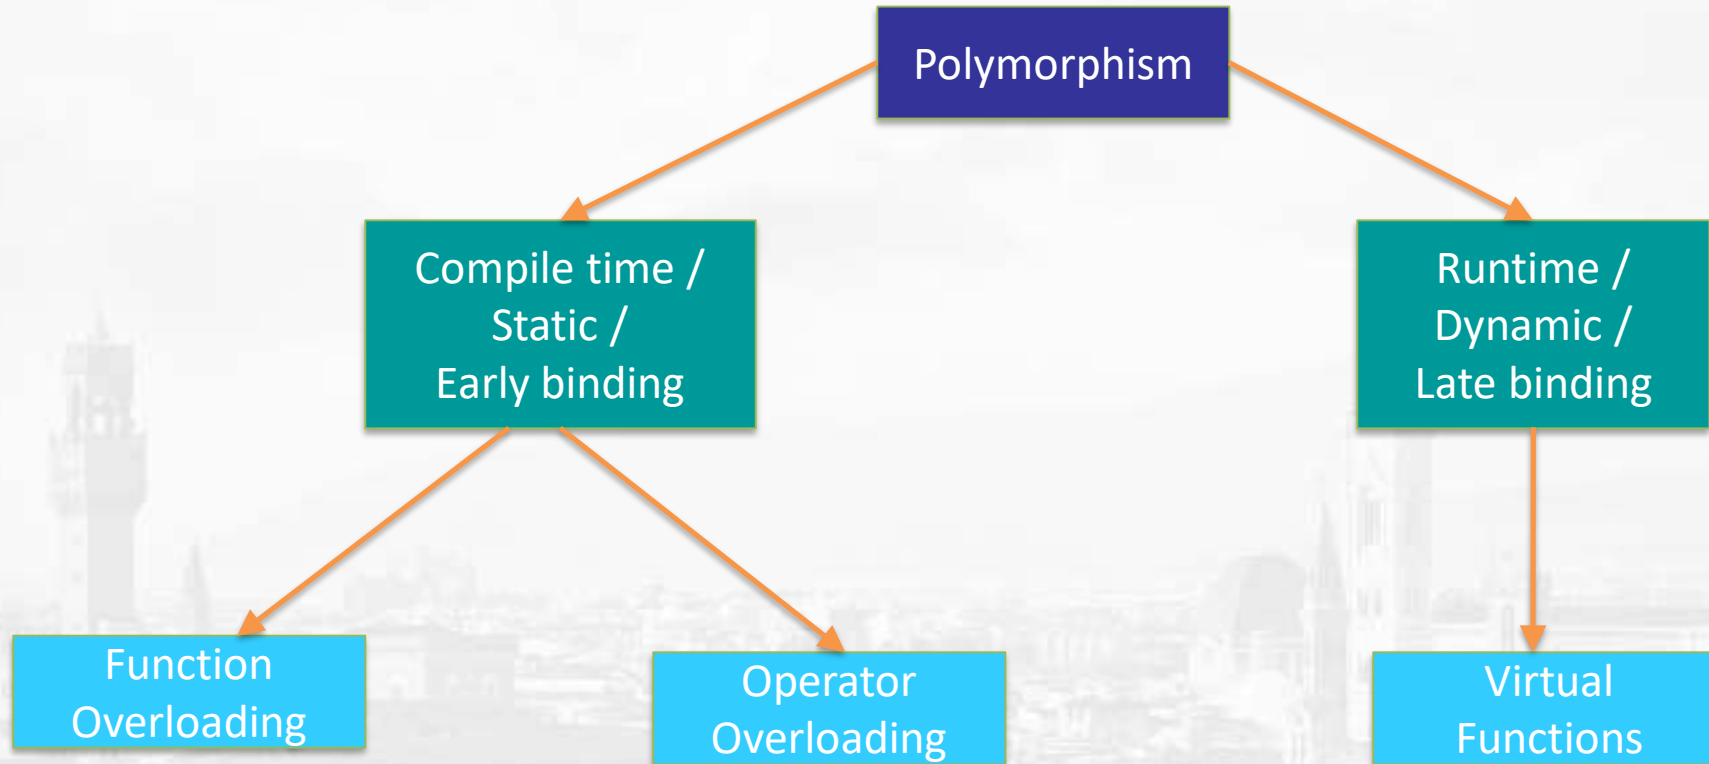 Polymorphism
Compile time /
Static /
Early binding
Runtime /
Dynamic /
Late binding
Function
Overloading
Operator
Overloading
Virtual
Functions